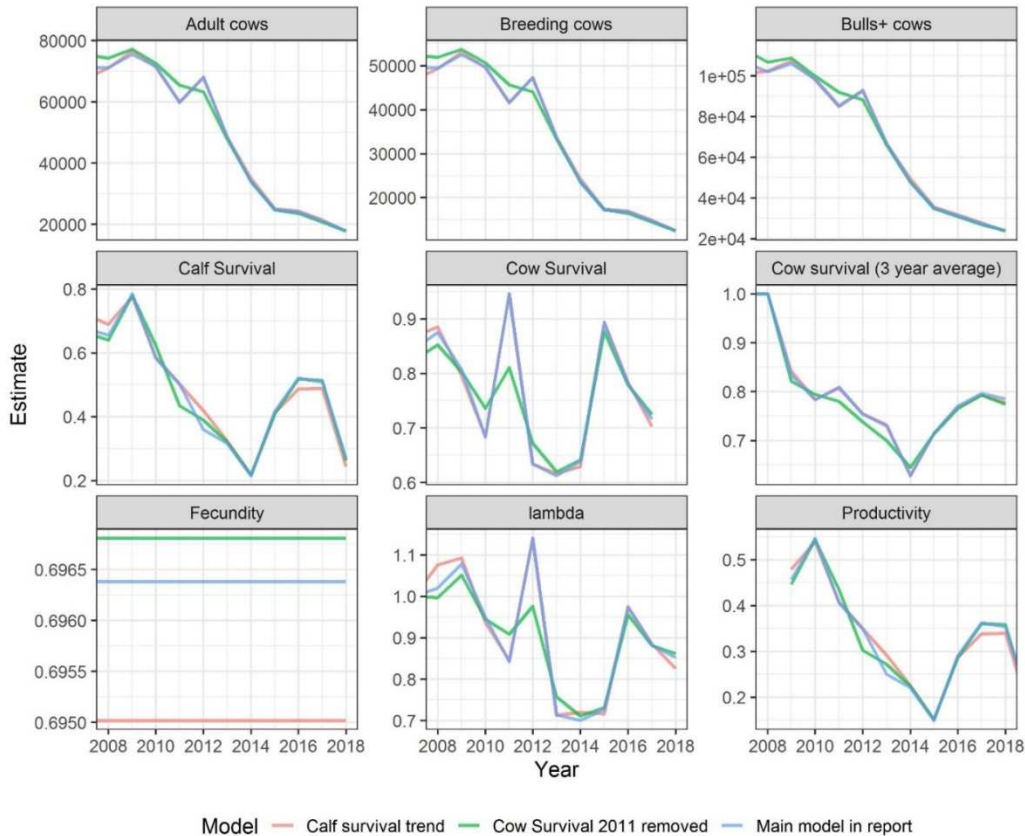 Adult cows
Breeding cows
Bulls+ cows
80000
60000
40000
20000
50000
40000
30000
20000
1e+05
8e+04
6e+04
4e+04
2e+04
Calf Survival
Cow Survival
Cow survival (3 year average)
Estimate
0.8
0.6
0.4
0.2
0.9
0.8
0.7
0.6
1.0
0.9
0.8
0.7
Fecundity
lambda
Productivity
0.6965
0.6960
0.6955
0.6950
1.1
1.0
0.9
0.8
0.7
0.5
0.4
0.3
0.2
2008 2010 2012 2014 2016 2018
2008 2010 2012 2014 2016 2018
2008 2010 2012 2014 2016 2018
Year
Model Calf survival trend Cow Survival 2011 removed Main model in report